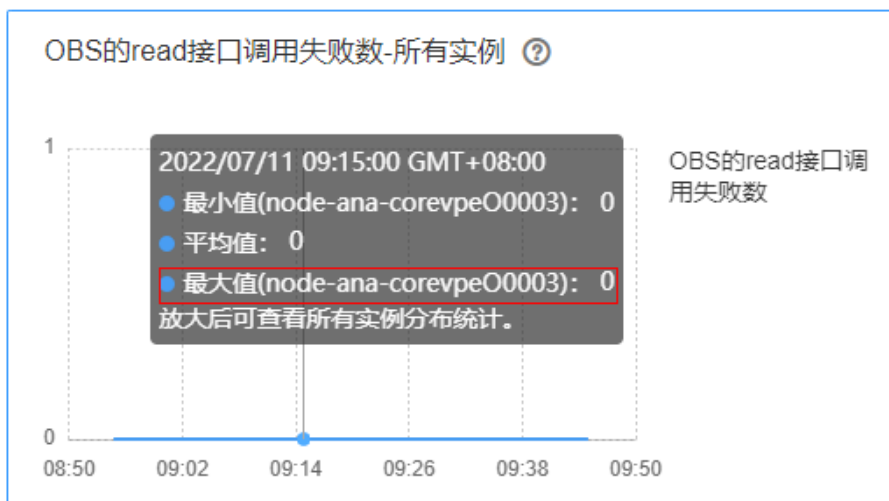 OBS的read接口调用失败数-所有实例 ?
1
2022/07/11 09:15:00 GMT+08:00
最小值(node-ana-corevpeO0003)： 0
平均值： 0
最大值(node-ana-corevpeO0003)： 0
放大后可查看所有实例分布统计。
OBS的read接口调
用失败数
0
08:50 09:02 09:14 09:26 09:38 09:50